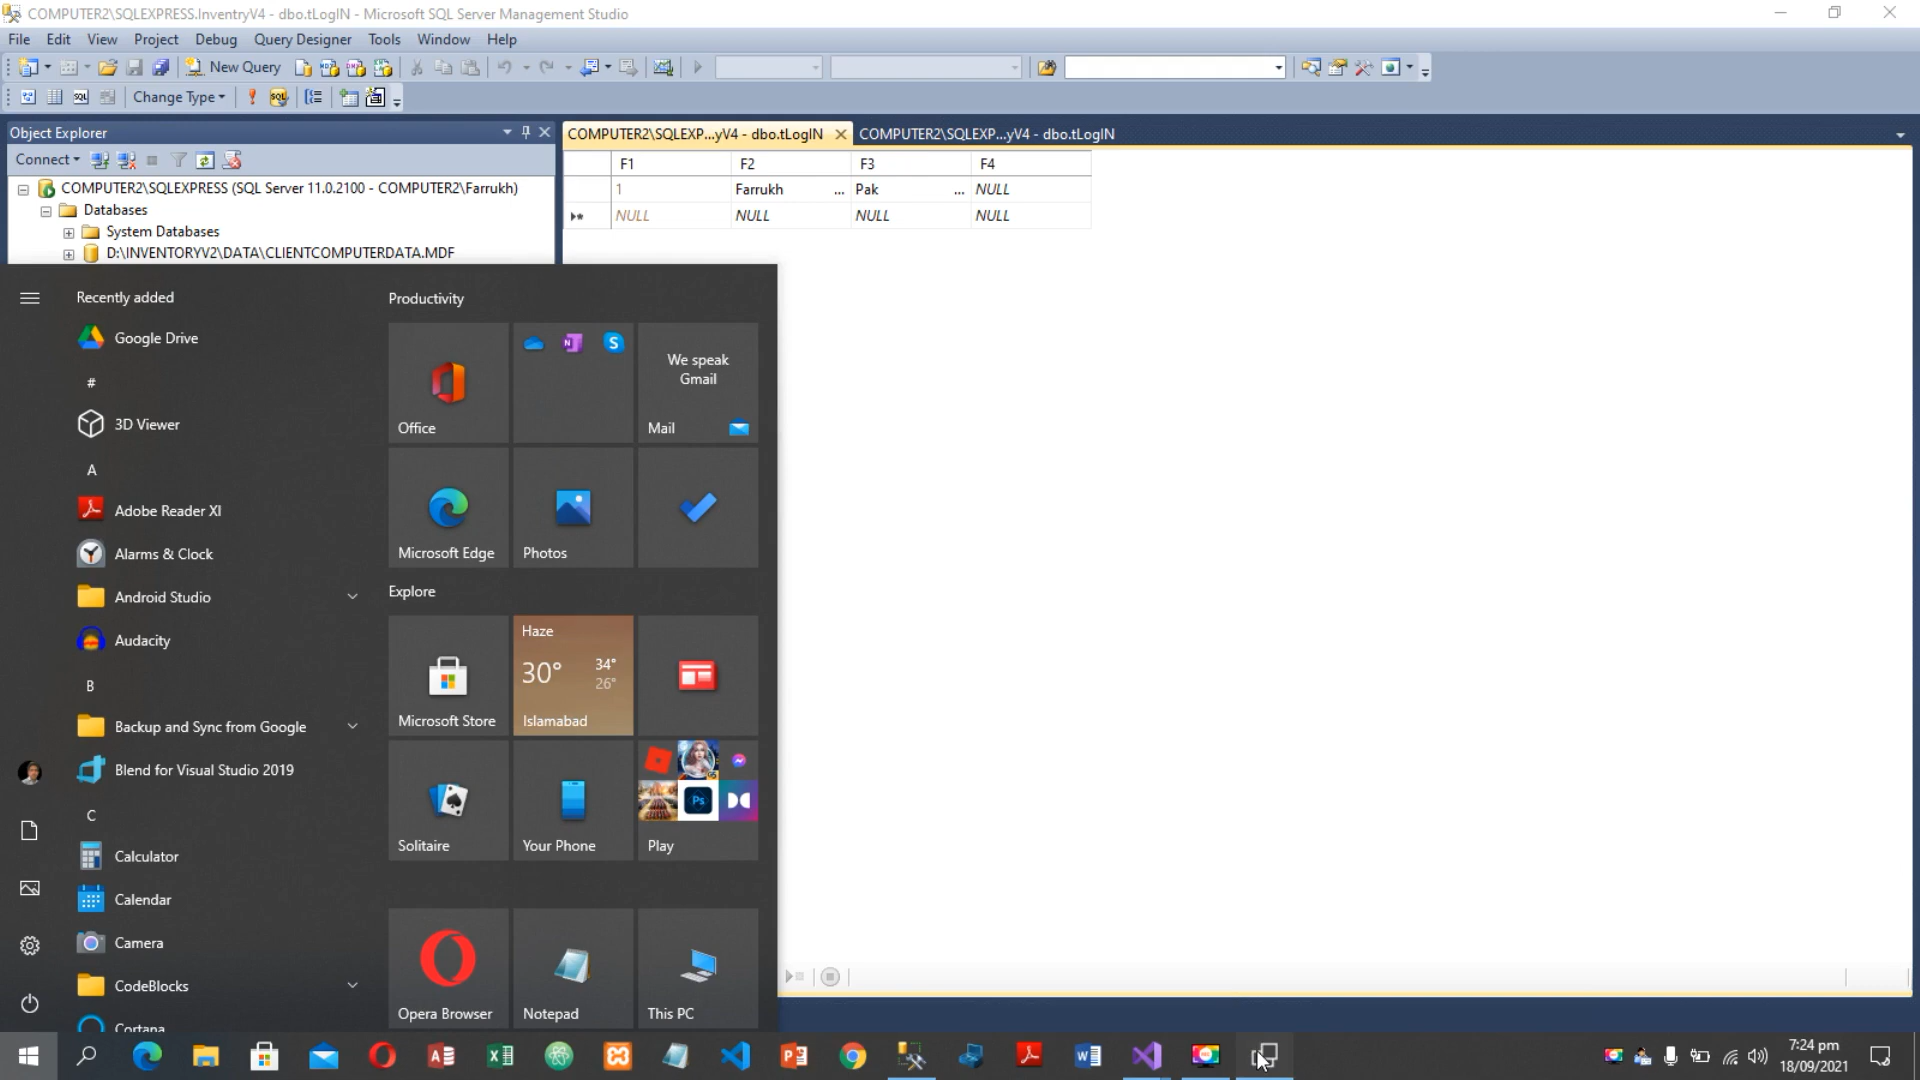 COMPUTER2\SQLEXPRESS.InventryV4 - dbo.tLogIN - Microsoft SQL Server Management Studio
File Edit View Project Debug Query Designer Tools Window Help
New Query
Change Type
Object Explorer
COMPUTER2\SQLEXP...yV4 - dbo.tLogIN
COMPUTER2\SQLEXP...yV4 - dbo.tLogIN
Connect
F1 F2 F3 F4
COMPUTER2\SQLEXPRESS (SQL Server 11.0.2100 - COMPUTER2\Farrukh)
1 Farrukh ... Pak ... NULL
Databases
NULL NULL NULL NULL
System Databases
D:\INVENTORYV2\DATA\CLIENTCOMPUTERDATA.MDF
Recently added
Google Drive
#
3D Viewer
A
Adobe Reader XI
Alarms & Clock
Android Studio
Audacity
B
Backup and Sync from Google
Blend for Visual Studio 2019
C
Calculator
Calendar
Camera
CodeBlocks
Cortana
Productivity
Office
We speak
Gmail
Mail
Microsoft Edge
Photos
Explore
Microsoft Store
Haze
30° 34°
26°
Islamabad
Solitaire
Your Phone
Ps
Play
Opera Browser
Notepad
This PC
7:24 pm
18/09/2021